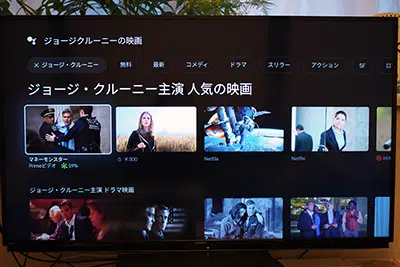 ジョージクルーニーの映画
× ジョージ・クルーニー 無料 最新 コメディ ドラマ スリラー アクション SF
ジョージ・クルーニー主演 人気の映画
マネーモンスター
Primeビデオ 59%
¥300
Netflix
Netflix
ジョージ・クルーニー主演 ドラマ映画